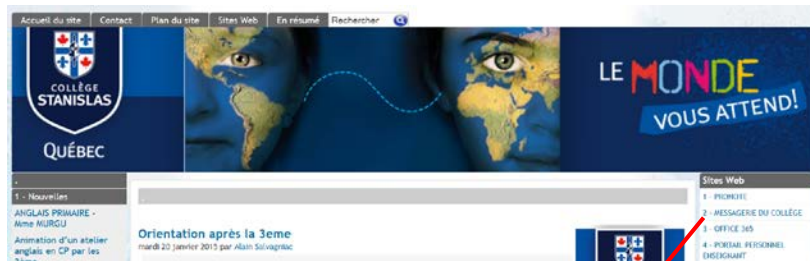 Accueil du site Contact Plan du site Sites Web En résumé Rechercher
COLLÈGE
STANISLAS
QUÉBEC
LE MONDE
VOUS ATTEND!
1 - Nouvelles
ANGLAIS PRIMAIRE -
Mme MURGU
Animation d'un atelier
anglais en CP par les
Orientation après la 3eme
mardi 20 janvier 2015 par Alain Salvagniac
Sites Web
1 - PRONOTE
2 - MESSAGERIE DU COLLÈGE
3 - OFFICE 365
4 - PORTAIL PERSONNEL
ENSEIGNANT